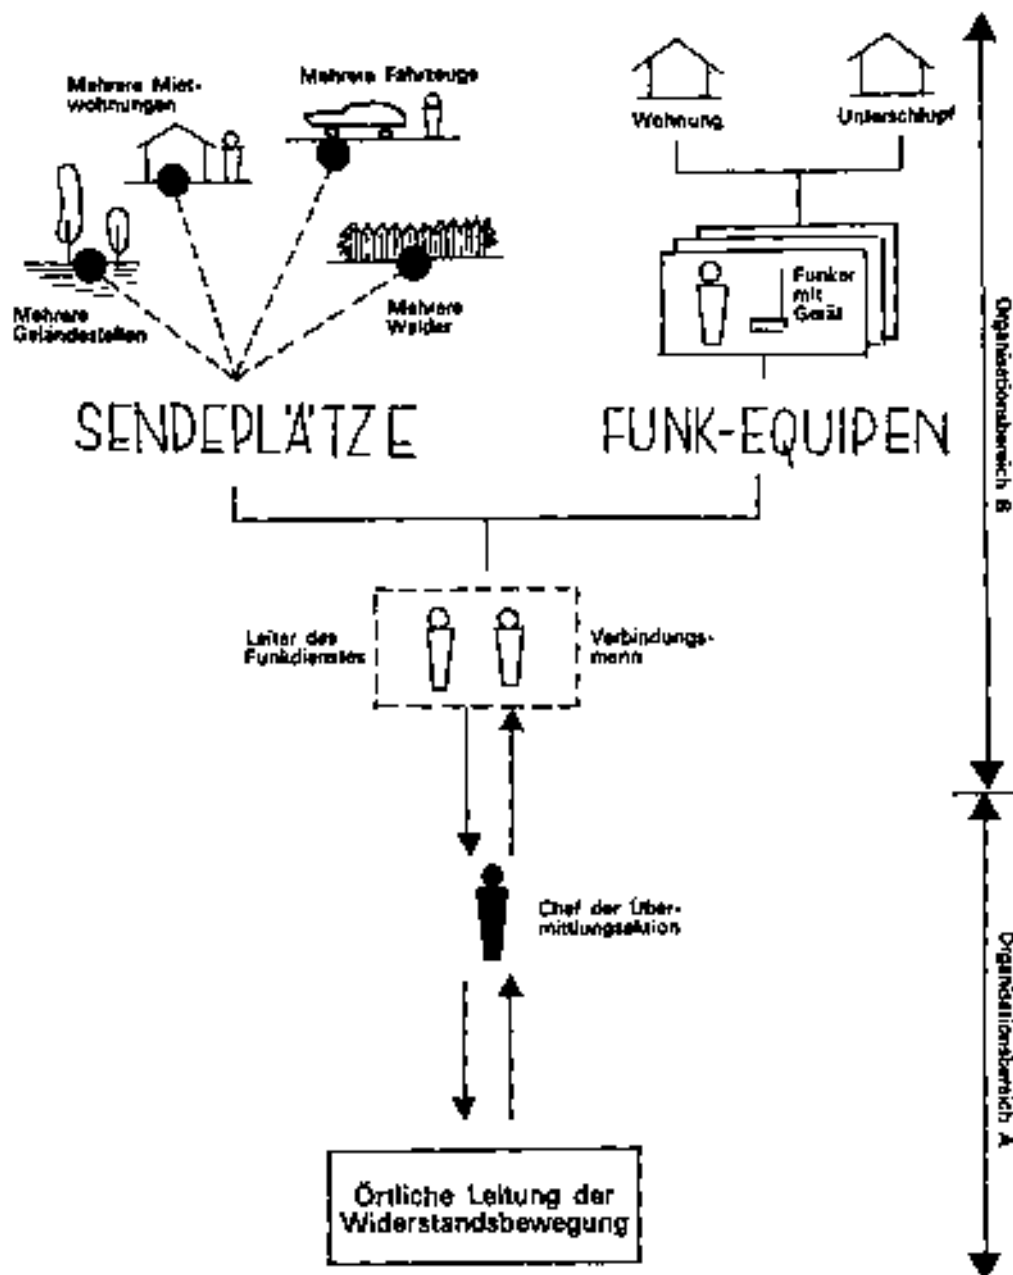 Mehrere Miet-
wohnungen
Mehrere Fahrzeuge
Mehrere
Geländestellen
Mehrere
Wälder
Wohnung
Unterschlupf
Funker
mit
Gerät
SENDEPLÄTZE
FUNK-EQUIPEN
Leiter des
Funkdienstes
Verbindungs-
mann
Chef der Über-
mittlungssektion
Örtliche Leitung der
Widerstandsbewegung
Organisationsbereich B
Organisationsbereich A